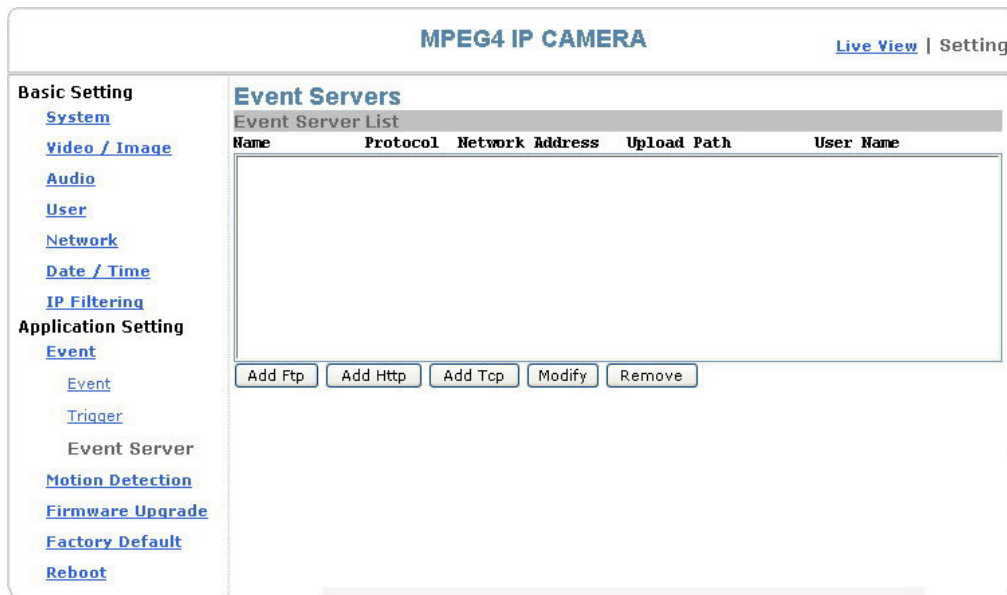 MPEG4 IP CAMERA
Live View | Setting
Basic Setting
System
Video / Image
Audio
User
Network
Date / Time
IP Filtering
Application Setting
Event
Event
Trigger
Event Server
Motion Detection
Firmware Upgrade
Factory Default
Reboot
Event Servers
Event Server List
Name Protocol Network Address Upload Path User Name
Add Ftp Add Http Add Tcp Modify Remove